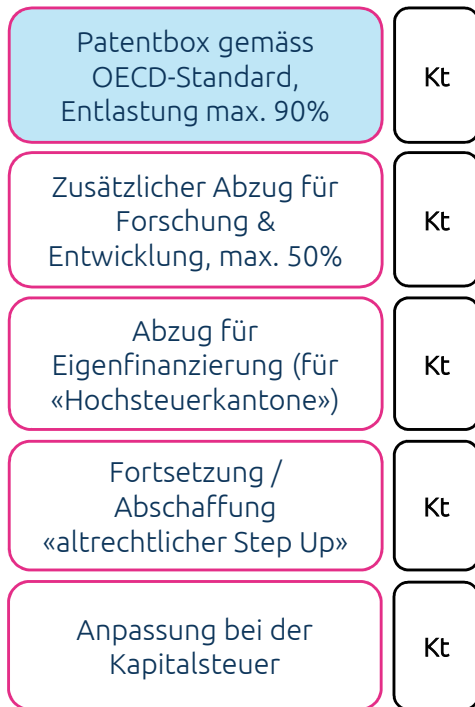 Patentbox gemäss
OECD-Standard,
Entlastung max. 90%
Kt
Zusätzlicher Abzug für
Forschung &
Entwicklung, max. 50%
Kt
Abzug für
Eigenfinanzierung (für
«Hochsteuerkantone»)
Kt
Fortsetzung /
Abschaffung
«altrechtlicher Step Up»
Kt
Anpassung bei der
Kapitalsteuer
Kt